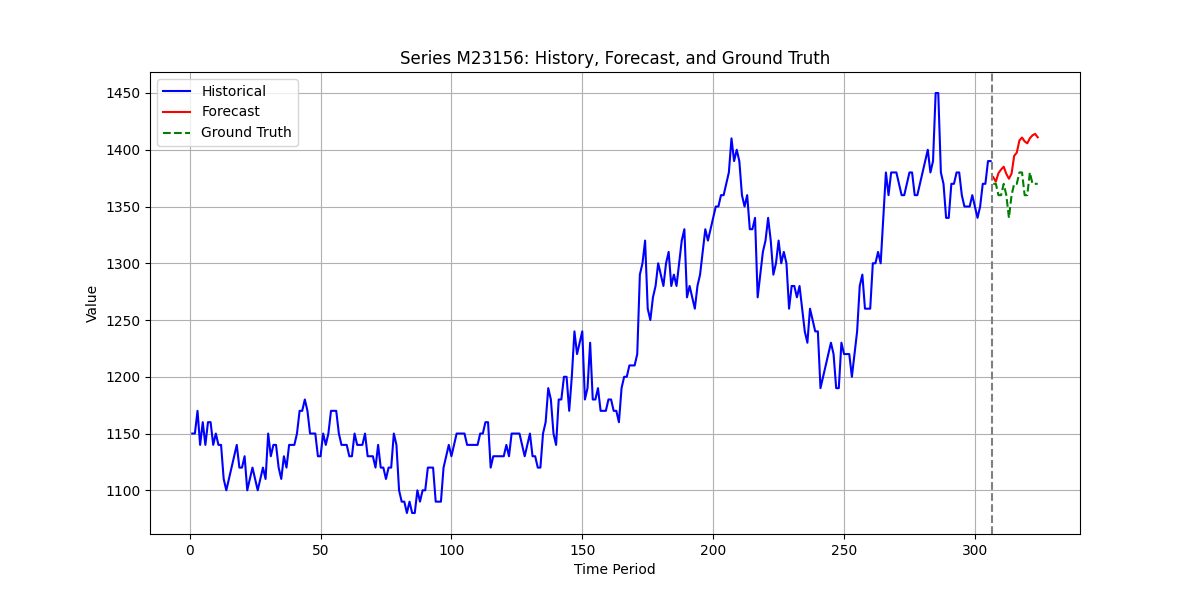 Series M23156: History, Forecast, and Ground Truth
Historical
Forecast
Ground Truth
1450
1400
1350
1300
1250
1200
1150
1100
Value
0 50 100 150 200 250 300
Time Period